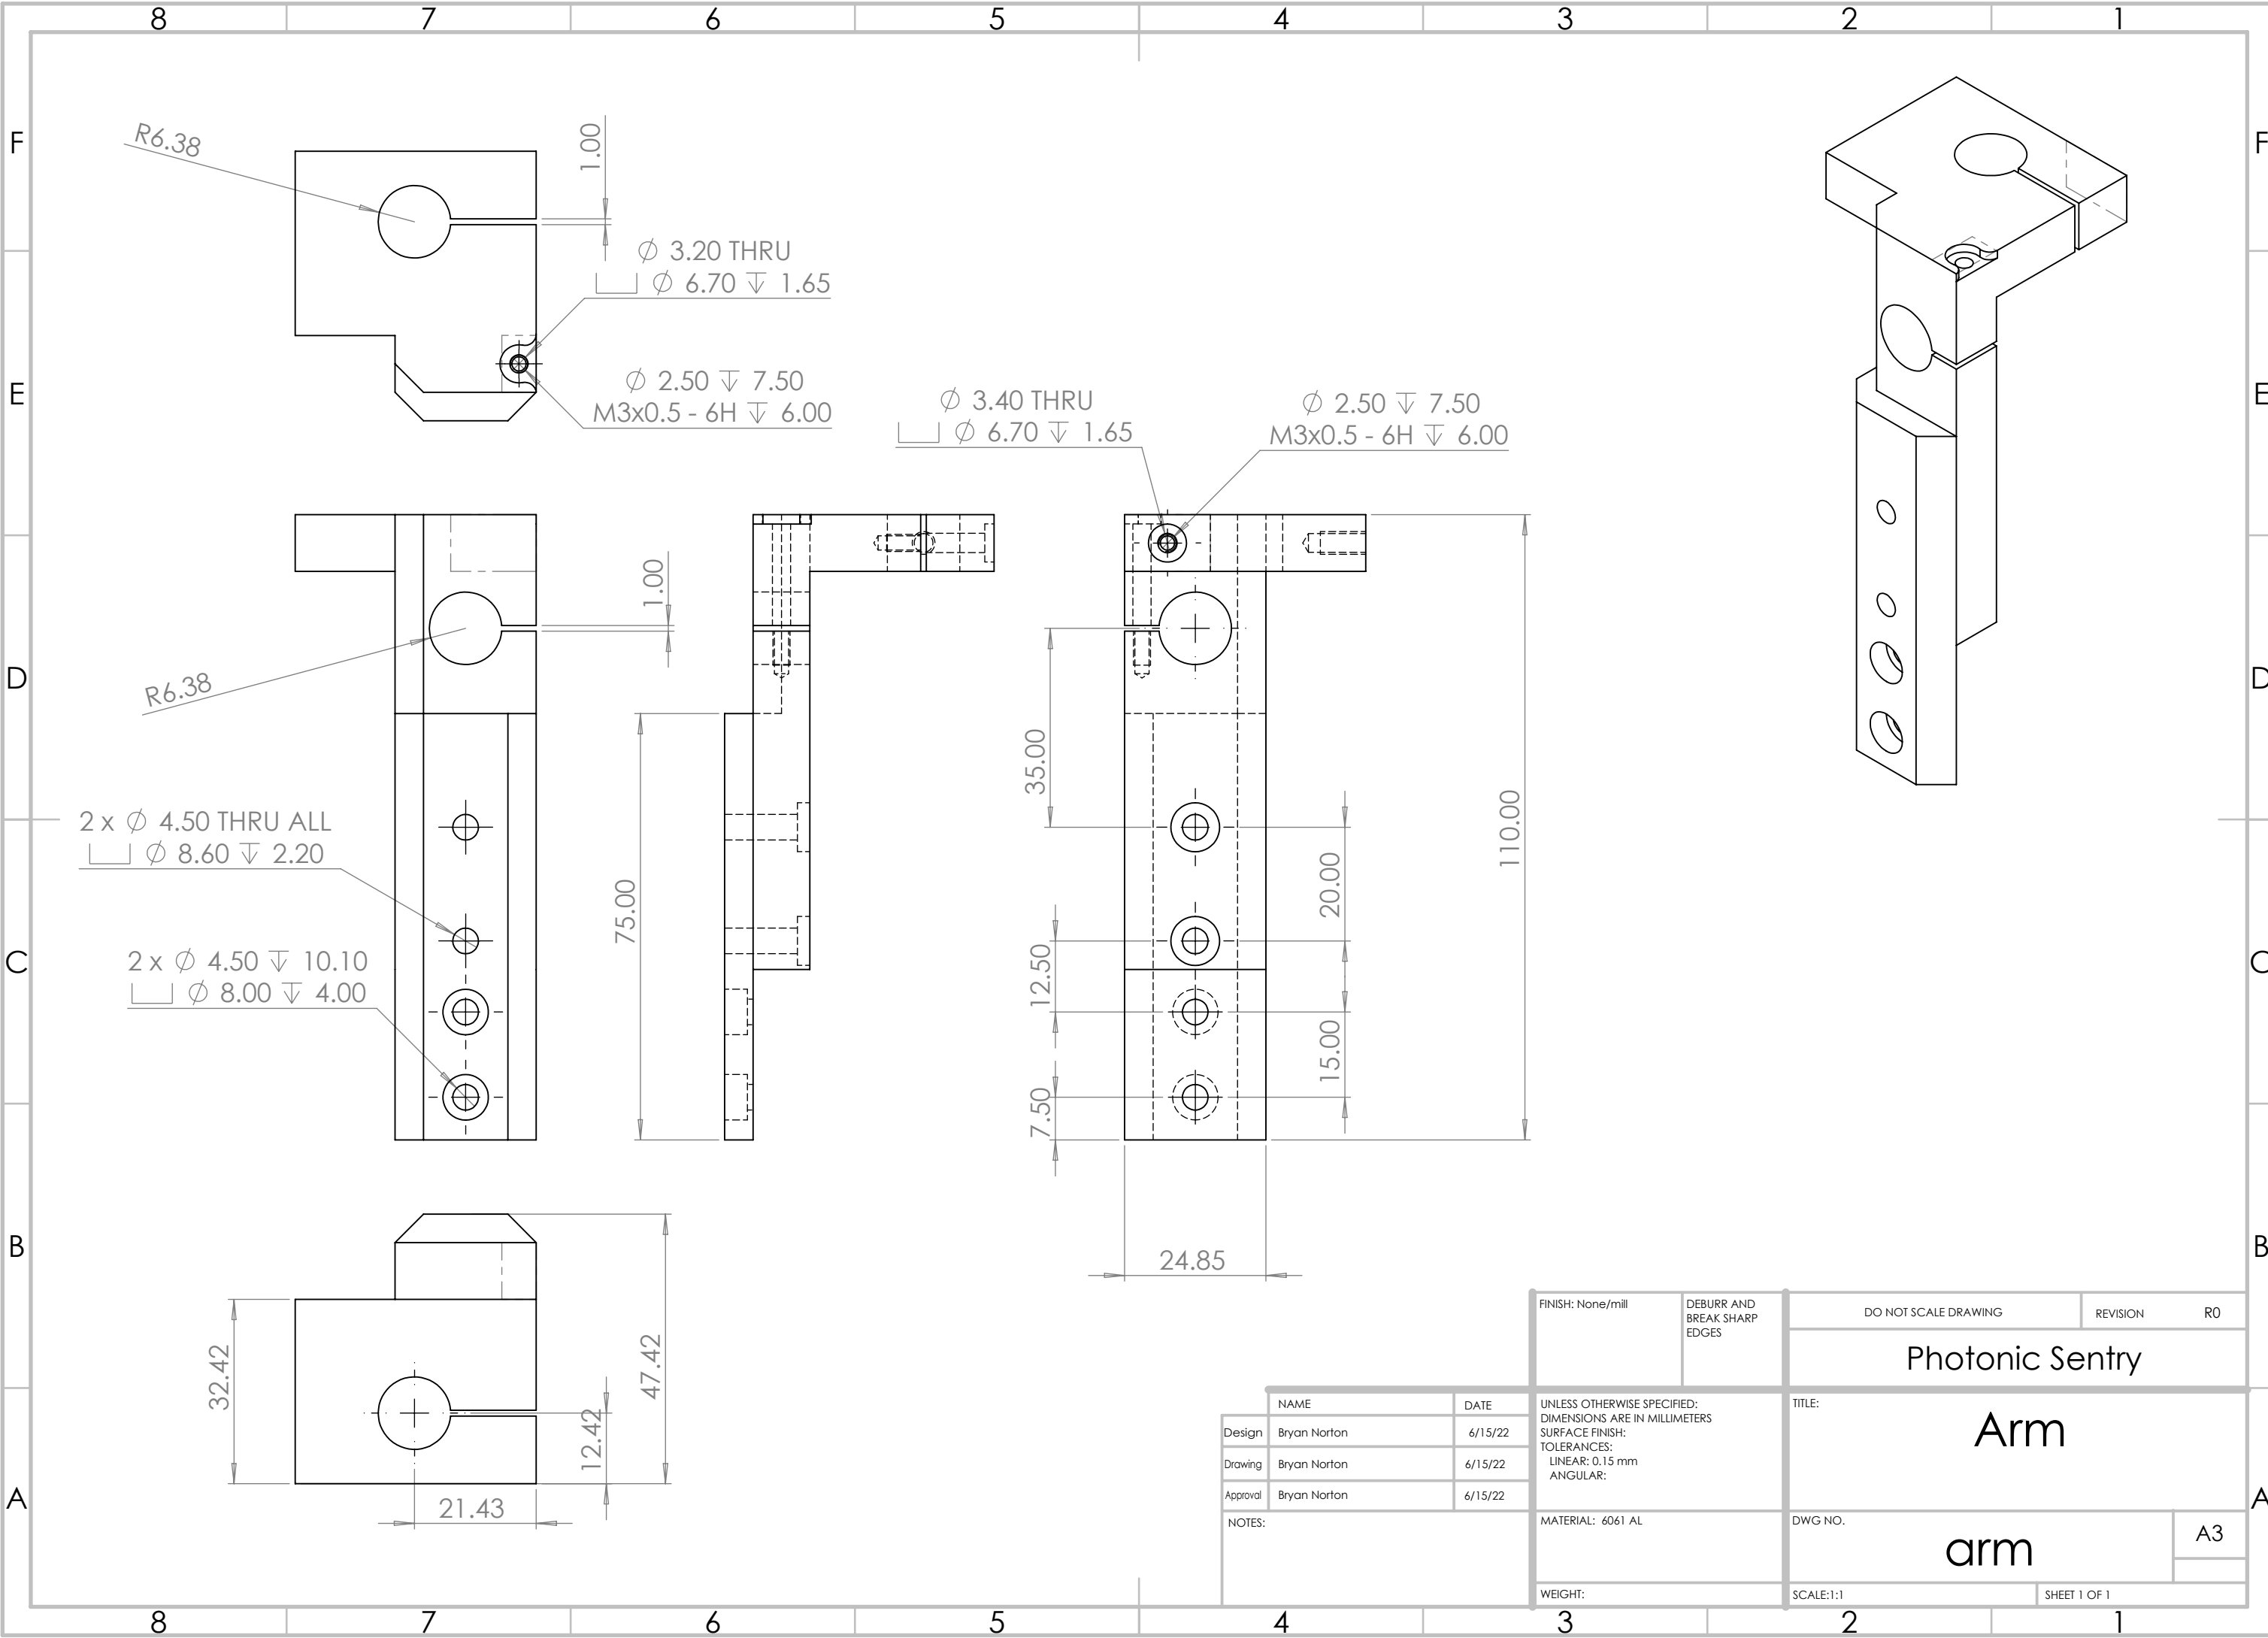 8 7 6 5 4 3 2 1
F F
R6.38
1.00
∅ 3.20 THRU
⌴ ∅ 6.70 ↧ 1.65
E E
∅ 2.50 ↧ 7.50
M3x0.5 - 6H ↧ 6.00
∅ 3.40 THRU
⌴ ∅ 6.70 ↧ 1.65
∅ 2.50 ↧ 7.50
M3x0.5 - 6H ↧ 6.00
1.00
D D
R6.38
35.00
110.00
2 x ∅ 4.50 THRU ALL
⌴ ∅ 8.60 ↧ 2.20
75.00
20.00
C C
2 x ∅ 4.50 ↧ 10.10
⌴ ∅ 8.00 ↧ 4.00
12.50
15.00
7.50
B B
24.85
32.42
47.42
12.42
21.43
A A
FINISH: None/mill
DEBURR AND
BREAK SHARP
EDGES
DO NOT SCALE DRAWING
REVISION R0
Photonic Sentry
NAME DATE
Design Bryan Norton 6/15/22
Drawing Bryan Norton 6/15/22
Approval Bryan Norton 6/15/22
NOTES:
UNLESS OTHERWISE SPECIFIED:
DIMENSIONS ARE IN MILLIMETERS
SURFACE FINISH:
TOLERANCES:
LINEAR: 0.15 mm
ANGULAR:
MATERIAL: 6061 AL
WEIGHT:
TITLE:
Arm
DWG NO.
arm
A3
SCALE:1:1
SHEET 1 OF 1
8 7 6 5 4 3 2 1